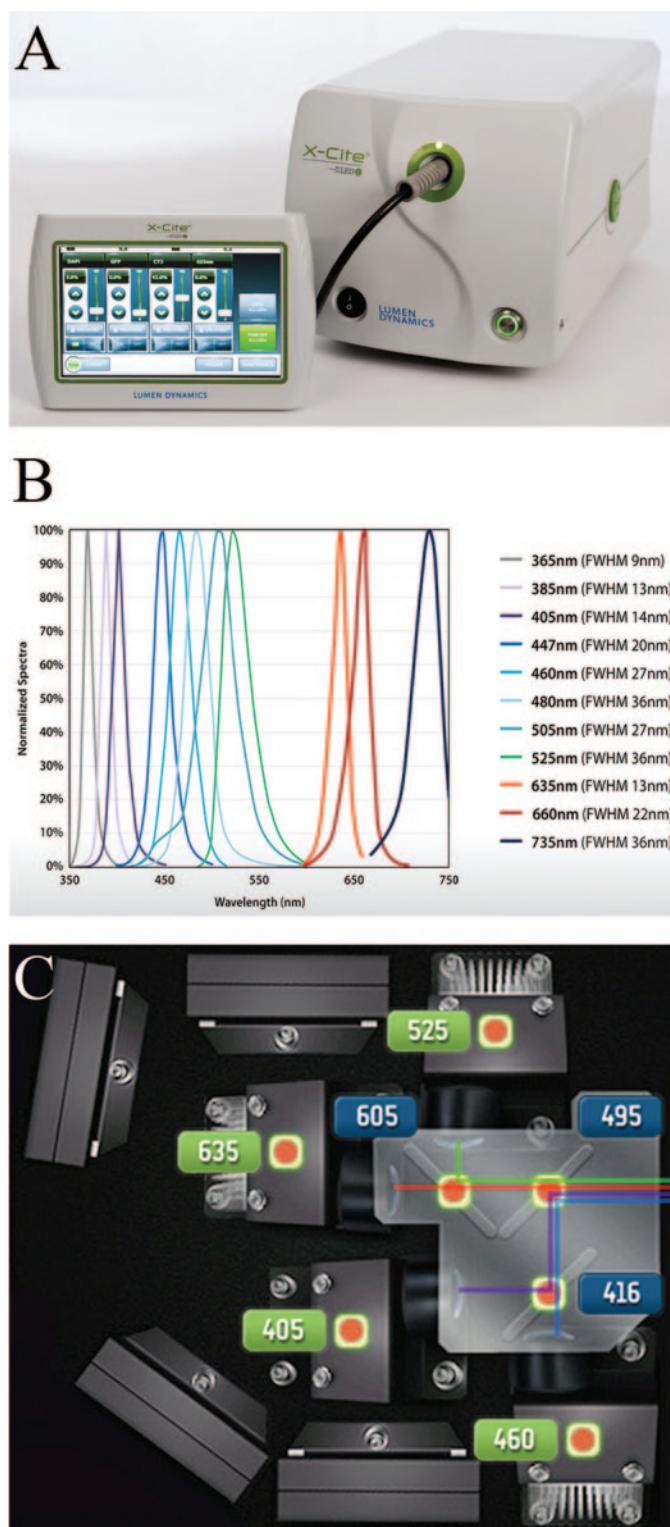 A
X-Cite®
XLED1
X-Cite®
XLED1
DAPI GFP CY3 635nm
I
O
LUMEN
DYNAMICS
LUMEN DYNAMICS
B
100%
90%
80%
70%
60%
50%
40%
30%
20%
10%
0%
Normalized Spectra
350 450 550 650 750
Wavelength (nm)
365nm (FWHM 9nm)
385nm (FWHM 13nm)
405nm (FWHM 14nm)
447nm (FWHM 20nm)
460nm (FWHM 27nm)
480nm (FWHM 36nm)
505nm (FWHM 27nm)
525nm (FWHM 36nm)
635nm (FWHM 13nm)
660nm (FWHM 22nm)
735nm (FWHM 36nm)
C
525
605
495
635
405
416
460